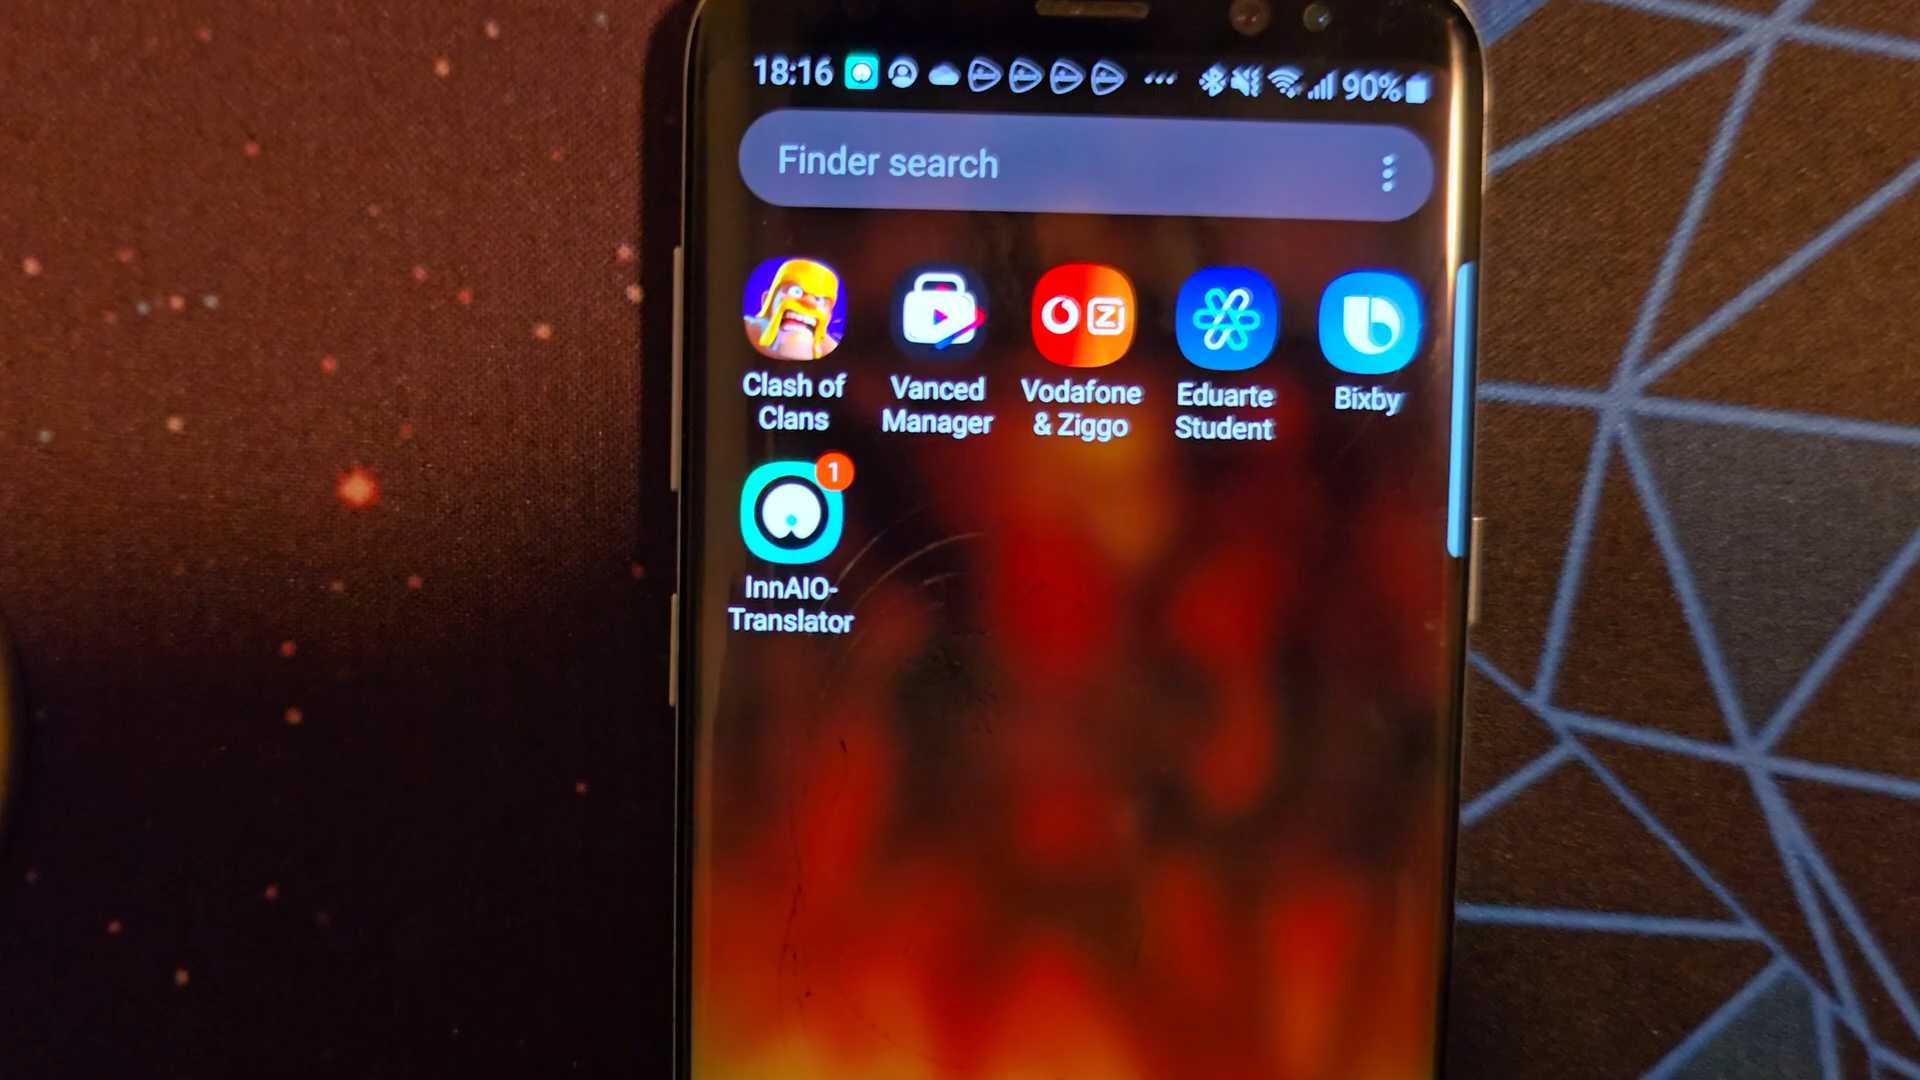 18:16 90%
Finder search
Clash of Clans
Vanced Manager
Vodafone & Ziggo
Eduarte Student
Bixby
1
InnAIO-
Translator